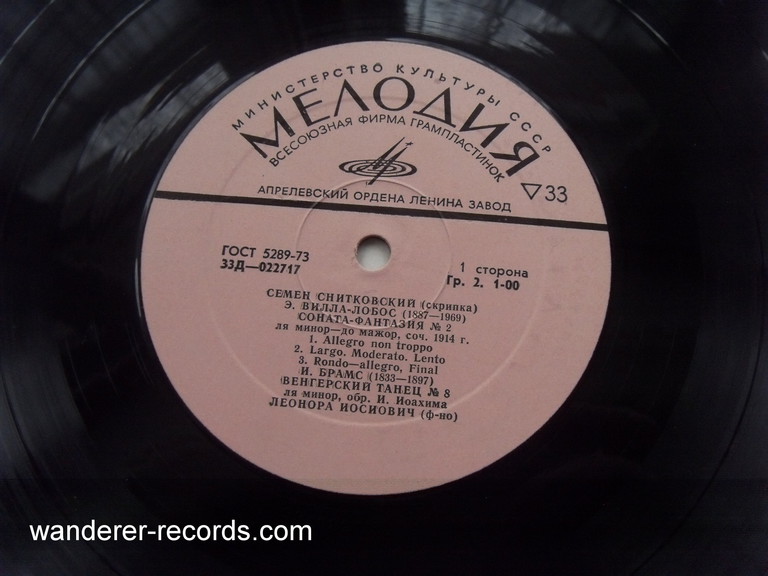 МИНИСТЕРСТВО КУЛЬТУРЫ СССР
МЕЛОДИЯ
ВСЕСОЮЗНАЯ ФИРМА ГРАМПЛАСТИНОК
АПРЕЛЕВСКИЙ ОРДЕНА ЛЕНИНА ЗАВОД
33
ГОСТ 5289-73
33Д—022717
1 сторона
Гр. 2. 1-00
СЕМЕН СНИТКОВСКИЙ (скрипка)
Э. ВИЛЛА-ЛОБОС (1887—1969)
СОНАТА-ФАНТАЗИЯ № 2
ля минор—до мажор, соч. 1914 г.
1. Allegro non troppo
2. Largo. Moderato. Lento
3. Rondo—allegro, Final
И. БРАМС (1833—1897)
ВЕНГЕРСКИЙ ТАНЕЦ № 8
ля минор, обр. И. Иоахима
ЛЕОНОРА ИОСИОВИЧ (ф-но)
wanderer-records.com